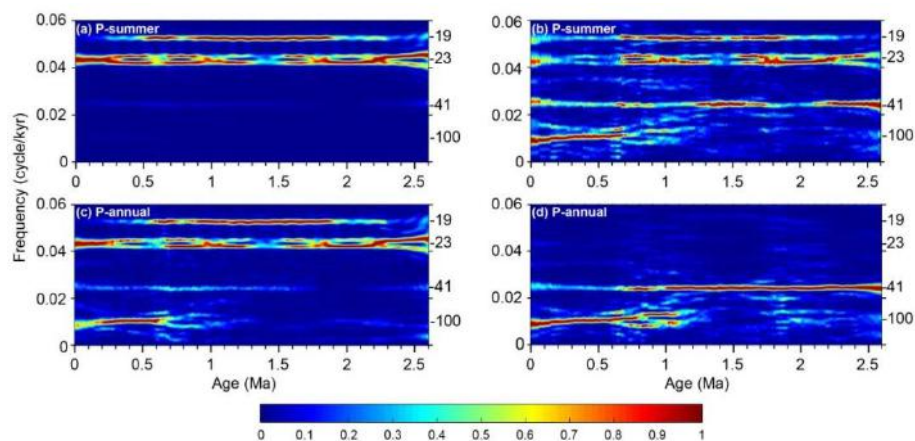 (a) P-summer
(b) P-summer
0.06
0.04
0.02
0
19
23
41
100
0 0.5 1 1.5 2 2.5
0.06
0.04
0.02
0
19
23
41
100
0 0.5 1 1.5 2 2.5
Frequency (cycle/kyr)
(c) P-annual
(d) P-annual
0.06
0.04
0.02
0
19
23
41
100
0 0.5 1 1.5 2 2.5
Age (Ma)
0.06
0.04
0.02
0
19
23
41
100
0 0.5 1 1.5 2 2.5
Age (Ma)
0 0.1 0.2 0.3 0.4 0.5 0.6 0.7 0.8 0.9 1